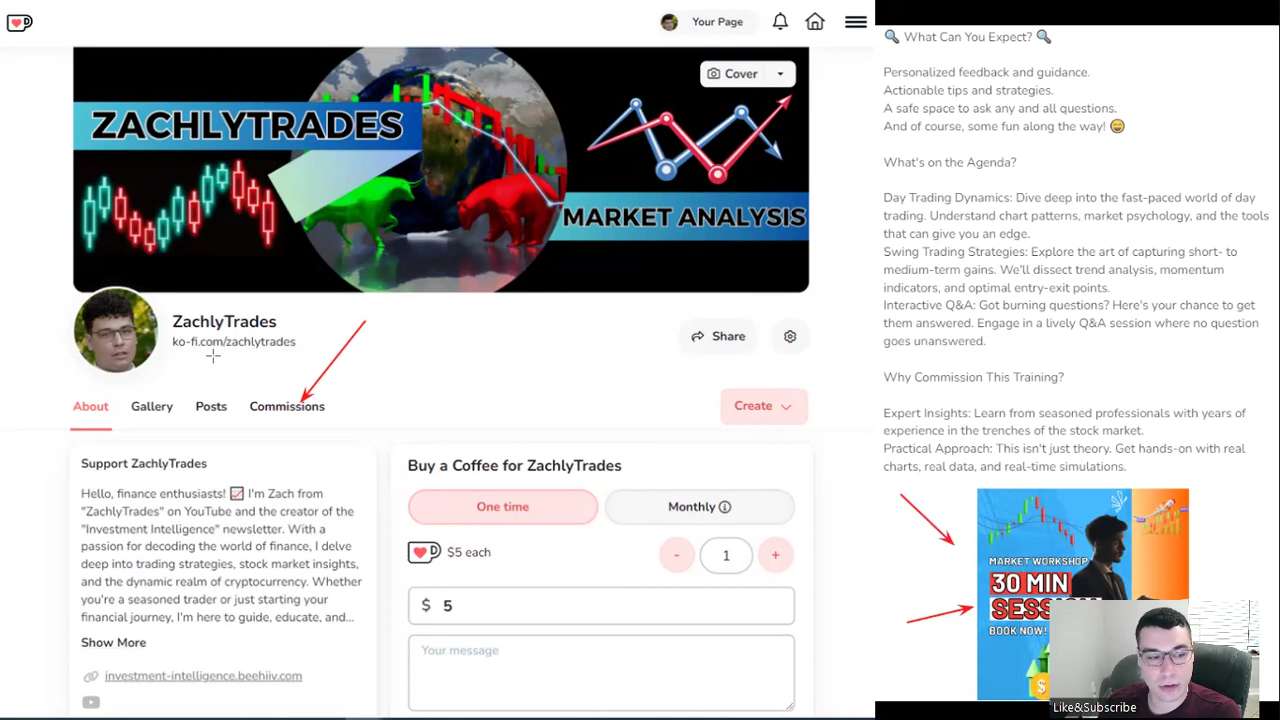 Your Page
Cover
ZACHLYTRADES
MARKET ANALYSIS
ZachlyTrades
ko-fi.com/zachlytrades
Share
About
Gallery
Posts
Commissions
Create
Support ZachlyTrades
Hello, finance enthusiasts! 📈 I'm Zach from
"ZachlyTrades" on YouTube and the creator of the
"Investment Intelligence" newsletter. With a
passion for decoding the world of finance, I delve
deep into trading strategies, stock market insights,
and the dynamic realm of cryptocurrency. Whether
you're a seasoned trader or just starting your
financial journey, I'm here to guide, educate, and...
Show More
investment-intelligence.beehiiv.com
Buy a Coffee for ZachlyTrades
One time
Monthly
$5 each
- 1 +
$ 5
Your message
🔍 What Can You Expect? 🔍
Personalized feedback and guidance.
Actionable tips and strategies.
A safe space to ask any and all questions.
And of course, some fun along the way! 😄
What's on the Agenda?
Day Trading Dynamics: Dive deep into the fast-paced world of day
trading. Understand chart patterns, market psychology, and the tools
that can give you an edge.
Swing Trading Strategies: Explore the art of capturing short- to
medium-term gains. We'll dissect trend analysis, momentum
indicators, and optimal entry-exit points.
Interactive Q&A: Got burning questions? Here's your chance to get
them answered. Engage in a lively Q&A session where no question
goes unanswered.
Why Commission This Training?
Expert Insights: Learn from seasoned professionals with years of
experience in the trenches of the stock market.
Practical Approach: This isn't just theory. Get hands-on with real
charts, real data, and real-time simulations.
MARKET WORKSHOP
30 MIN
SESSION
BOOK NOW!
Like&Subscribe